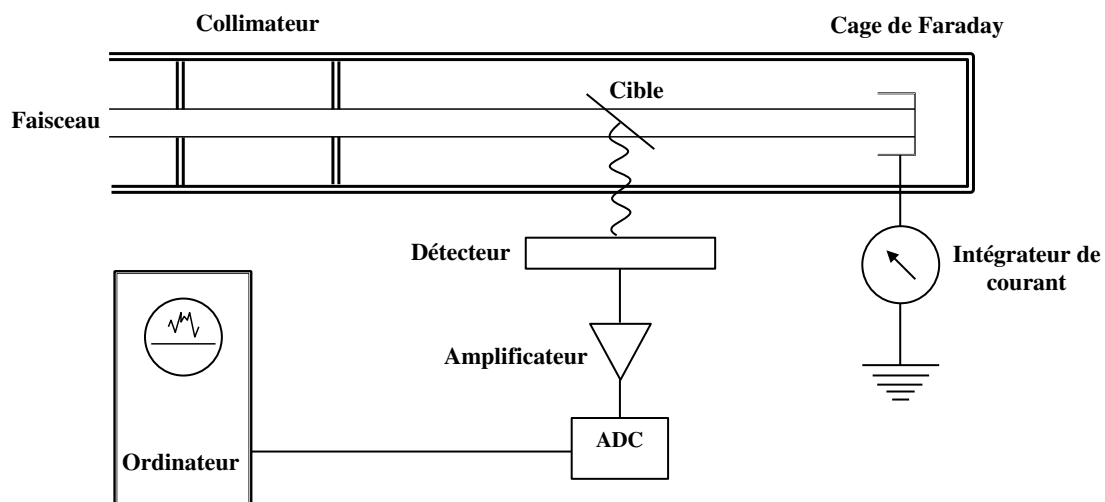 Collimateur
Cage de Faraday
Cible
Faisceau
Détecteur
Intégrateur de
courant
Amplificateur
ADC
Ordinateur